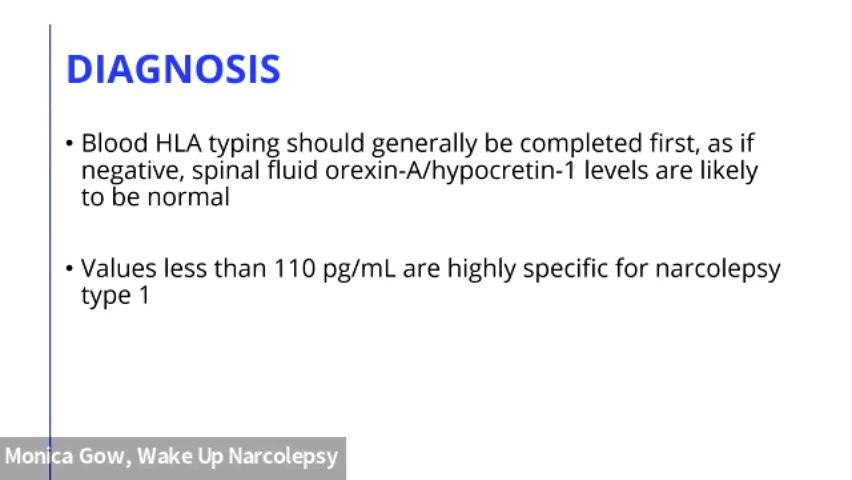 DIAGNOSIS
• Blood HLA typing should generally be completed first, as if
negative, spinal fluid orexin-A/hypocretin-1 levels are likely
to be normal
• Values less than 110 pg/mL are highly specific for narcolepsy
type 1
Monica Gow, Wake Up Narcolepsy